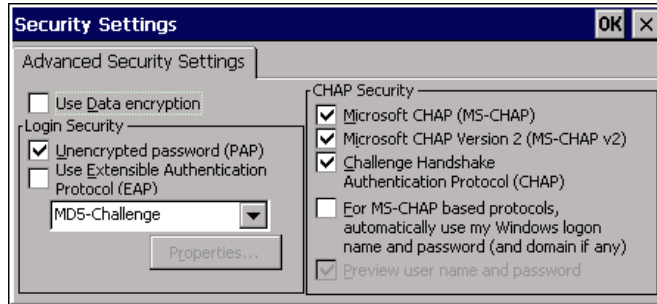 Security Settings
OK
Advanced Security Settings
Use Data encryption
Login Security
Unencrypted password (PAP)
Use Extensible Authentication
Protocol (EAP)
MD5-Challenge
Properties...
CHAP Security
Microsoft CHAP (MS-CHAP)
Microsoft CHAP Version 2 (MS-CHAP v2)
Challenge Handshake
Authentication Protocol (CHAP)
For MS-CHAP based protocols,
automatically use my Windows logon
name and password (and domain if any)
Preview user name and password